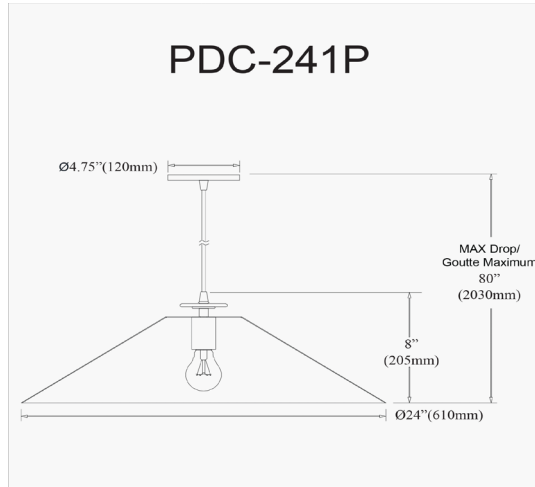 PDC-241P
Ø4.75”(120mm)
MAX Drop/
Goutte Maximum
80”
(2030mm)
8”
(205mm)
Ø24”(610mm)